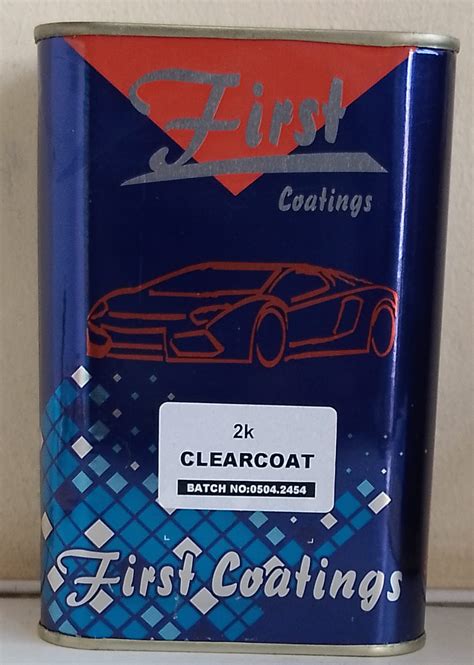 First
Coatings
2k
CLEARCOAT
BATCH NO:0504.2454
First Coatings